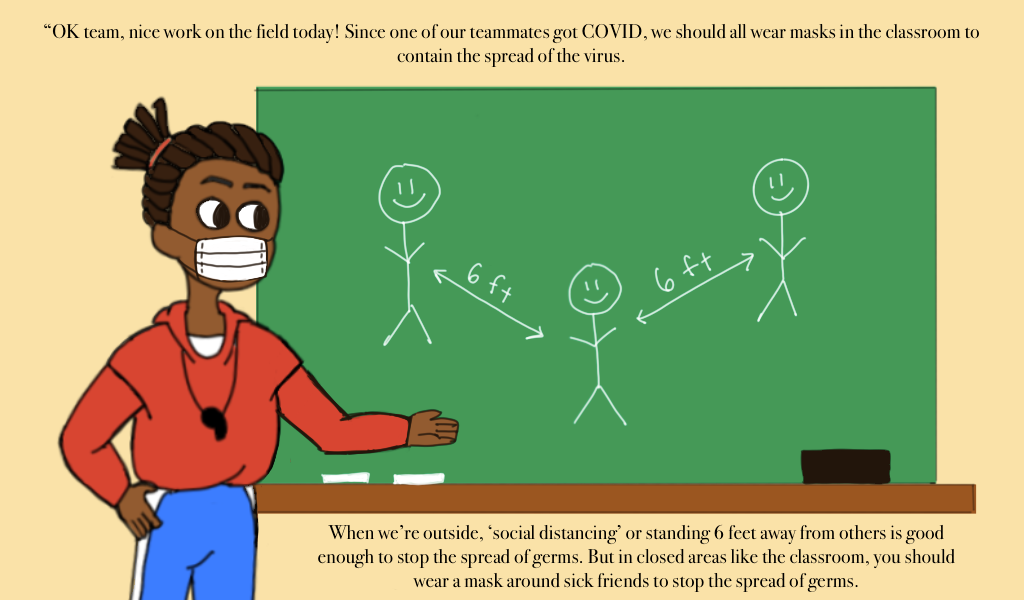 “OK team, nice work on the field today! Since one of our teammates got COVID, we should all wear masks in the classroom to
contain the spread of the virus.
6 ft
6 ft
When we’re outside, ‘social distancing’ or standing 6 feet away from others is good
enough to stop the spread of germs. But in closed areas like the classroom, you should
wear a mask around sick friends to stop the spread of germs.